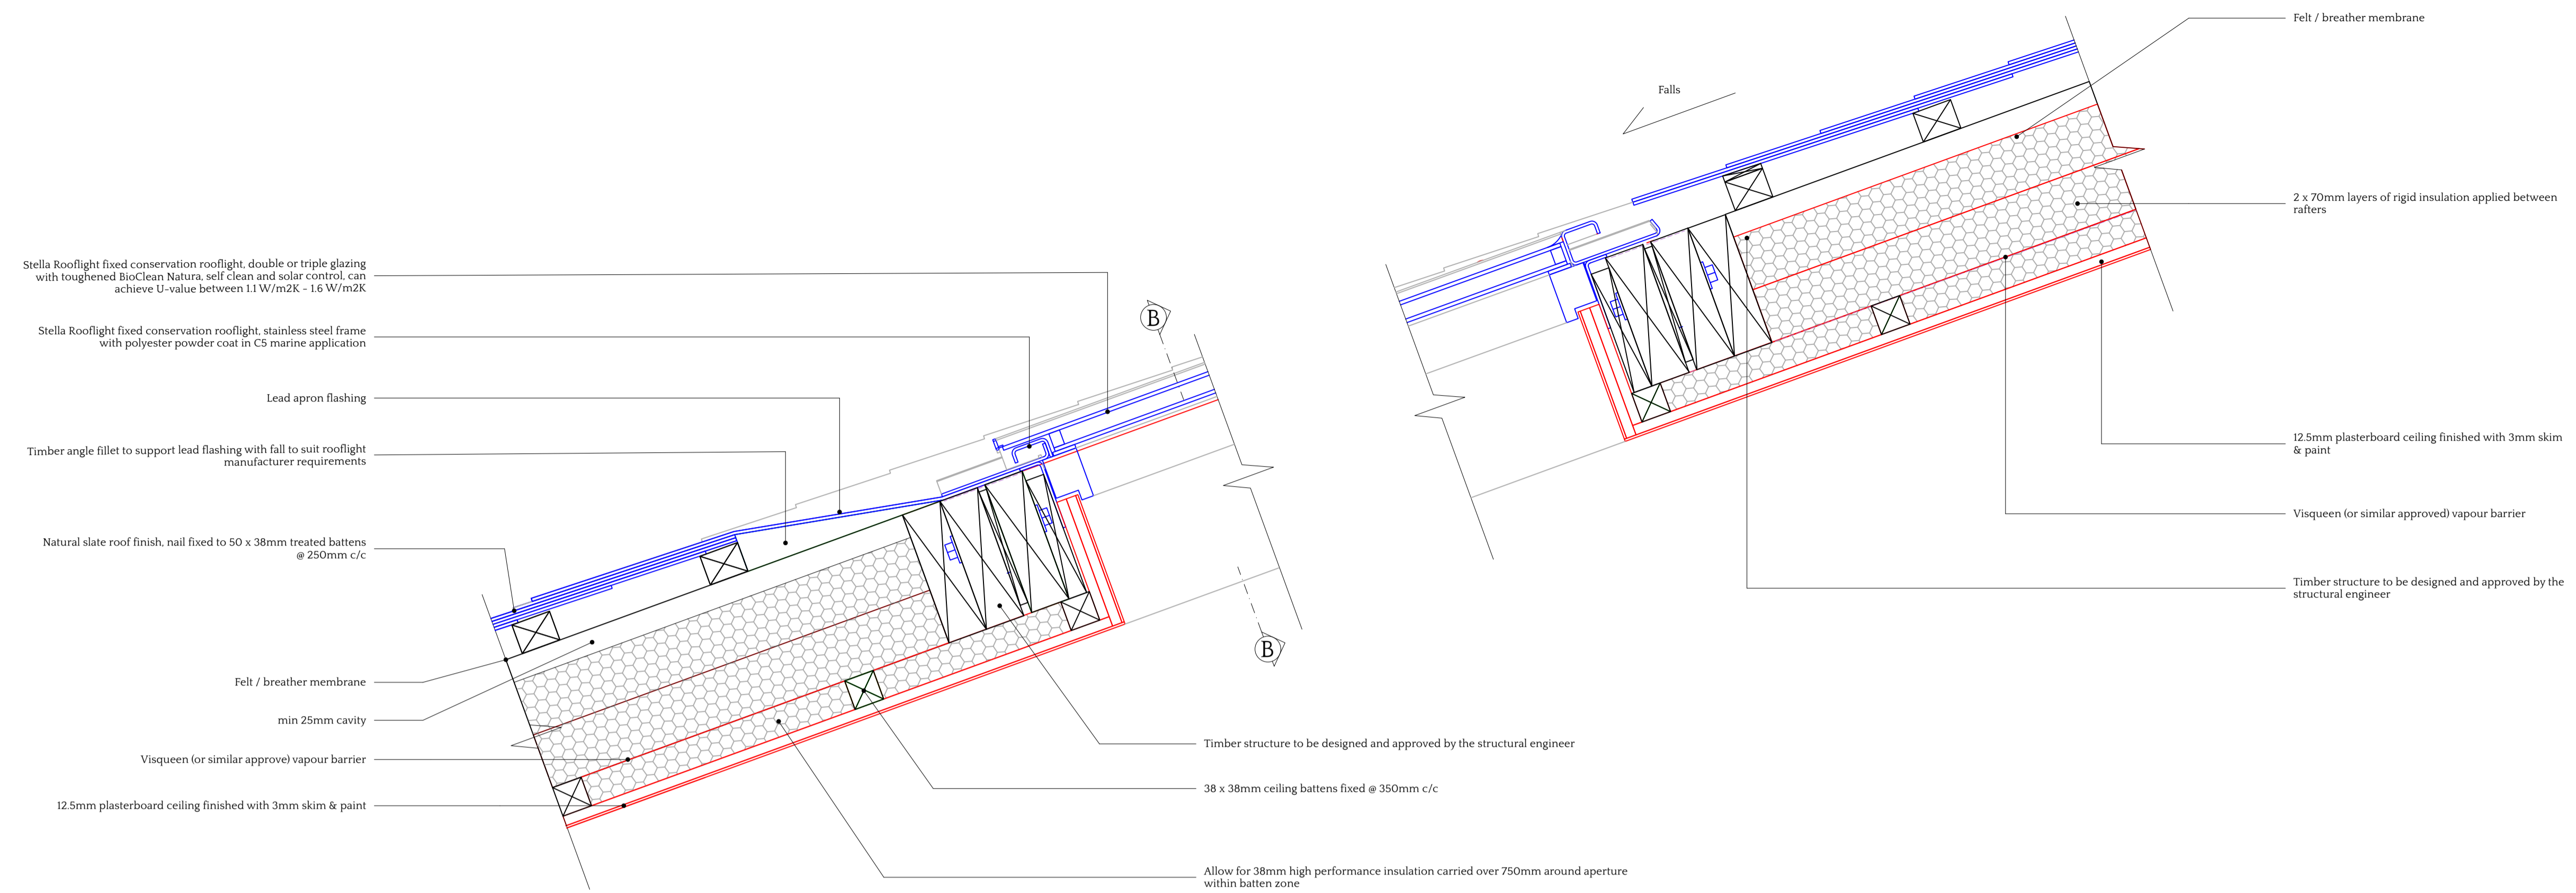 Stella Rooflight fixed conservation rooflight, double or triple glazing
with toughened BioClean Natura, self clean and solar control, can
achieve U-value between 1.1 W/m2K - 1.6 W/m2K
Stella Rooflight fixed conservation rooflight, stainless steel frame
with polyester powder coat in C5 marine application
Lead apron flashing
Timber angle fillet to support lead flashing with fall to suit rooflight
manufacturer requirements
Natural slate roof finish, nail fixed to 50 x 38mm treated battens
@ 250mm c/c
Felt / breather membrane
min 25mm cavity
Visqueen (or similar approve) vapour barrier
12.5mm plasterboard ceiling finished with 3mm skim & paint
B
B
Timber structure to be designed and approved by the structural engineer
38 x 38mm ceiling battens fixed @ 350mm c/c
Allow for 38mm high performance insulation carried over 750mm around aperture
within batten zone
Falls
Felt / breather membrane
2 x 70mm layers of rigid insulation applied between
rafters
12.5mm plasterboard ceiling finished with 3mm skim
& paint
Visqueen (or similar approved) vapour barrier
Timber structure to be designed and approved by the
structural engineer